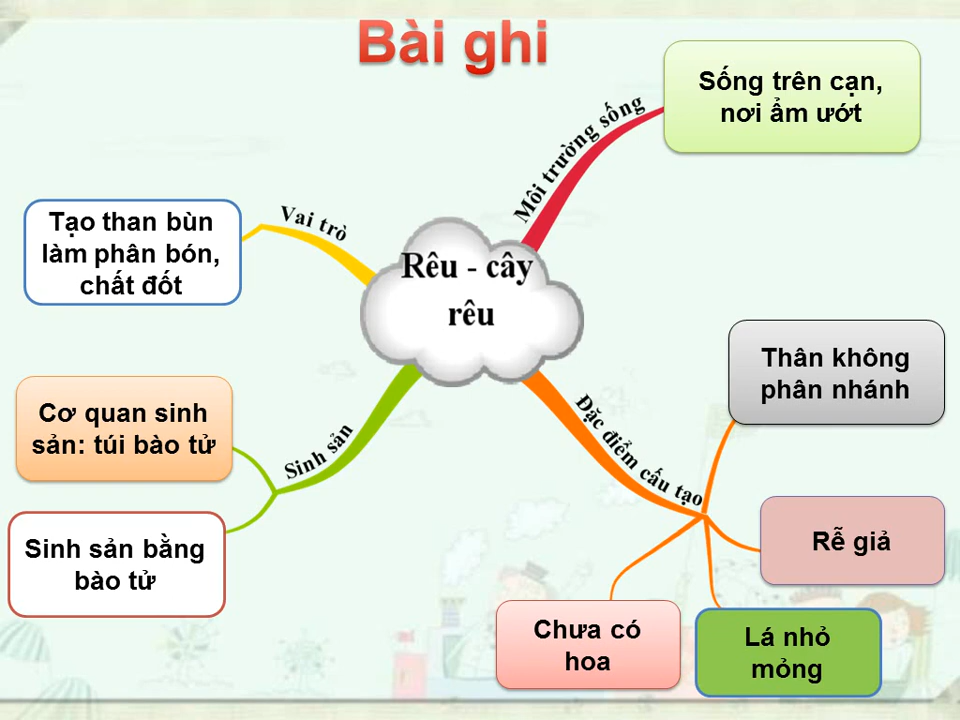 Bài ghi
Sống trên cạn,
nơi ẩm ướt
Môi trường sống
Vai trò
Tạo than bùn
làm phân bón,
chất đốt
Rêu - cây
rêu
Thân không
phân nhánh
Đặc điểm cấu tạo
Cơ quan sinh
sản: túi bào tử
Sinh sản
Sinh sản bằng
bào tử
Rễ giả
Chưa có
hoa
Lá nhỏ
mỏng